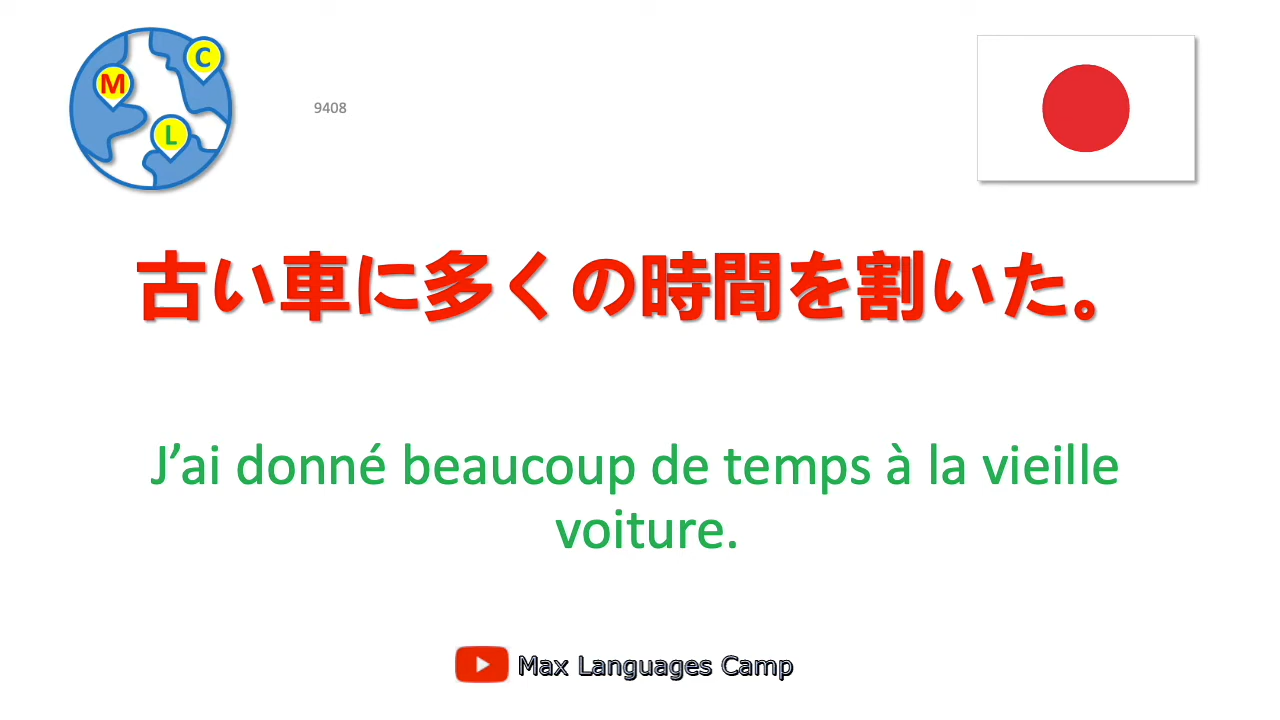 C
M
L
9408
古い車に多くの時間を割いた。
J’ai donné beaucoup de temps à la vieille
voiture.
Max Languages Camp